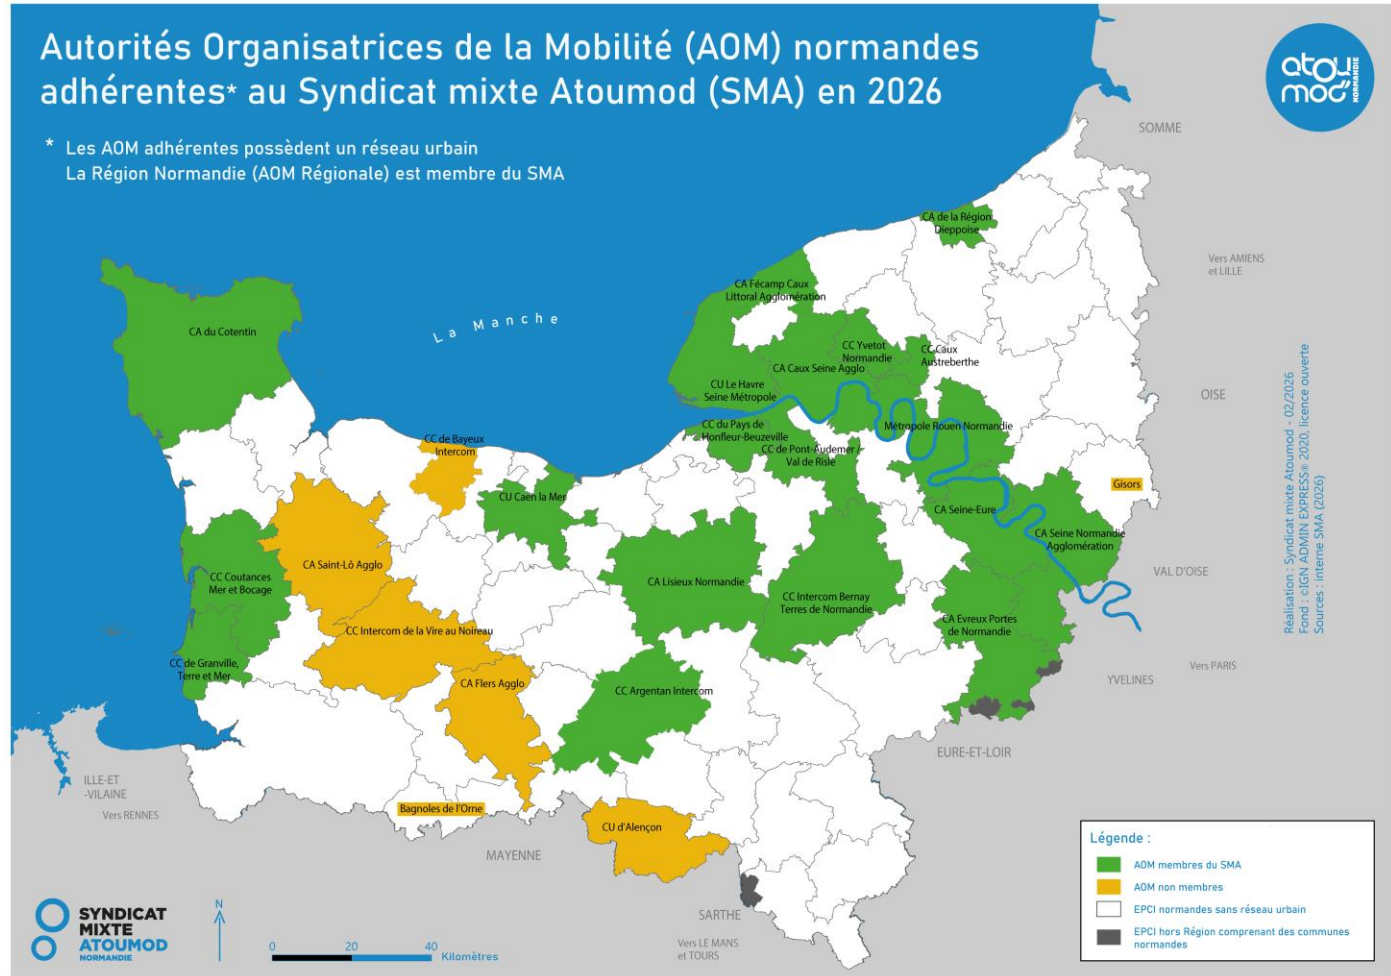 Autorités Organisatrices de la Mobilité (AOM) normandes
adhérentes* au Syndicat mixte Atoumod (SMA) en 2026
* Les AOM adhérentes possèdent un réseau urbain
La Région Normandie (AOM Régionale) est membre du SMA
atou
mod
NORMANDIE
SOMME
CA de la Région
Dieppoise
Vers AMIENS
et LILLE
CA Fécamp Caux
Littoral Agglomération
La Manche
CA du Cotentin
CC Yvetot
Normandie
CC Caux
Austreberthe
CA Caux Seine Agglo
CU Le Havre
Seine Métropole
OISE
CC du Pays de
Honfleur-Beuzeville
Métropole Rouen Normandie
CC de Pont-Audemer /
Val de Risle
CC de Bayeux
Intercom
Gisors
CU Caen la Mer
CA Seine-Eure
CA Seine Normandie
Agglomération
CA Saint-Lô Agglo
VAL D'OISE
CC Coutances
Mer et Bocage
CA Lisieux Normandie
CC Intercom Bernay
Terres de Normandie
CA Evreux Portes
de Normandie
CC Intercom de la Vire au Noireau
CC de Granville,
Terre et Mer
Vers PARIS
YVELINES
CA Flers Agglo
CC Argentan Intercom
EURE-ET-LOIR
ILLE-ET
-VILAINE
Vers RENNES
Bagnoles de l'Orne
CU d'Alençon
MAYENNE
SARTHE
Vers LE MANS
et TOURS
Réalisation : Syndicat mixte Atoumod - 02/2026
Fond : ©IGN ADMIN EXPRESS® 2020, licence ouverte
Sources : interne SMA (2026)
Légende :
AOM membres du SMA
AOM non membres
EPCI normandes sans réseau urbain
EPCI hors Région comprenant des communes
normandes
SYNDICAT
MIXTE
ATOUMOD
NORMANDIE
N
0 20 40
Kilomètres